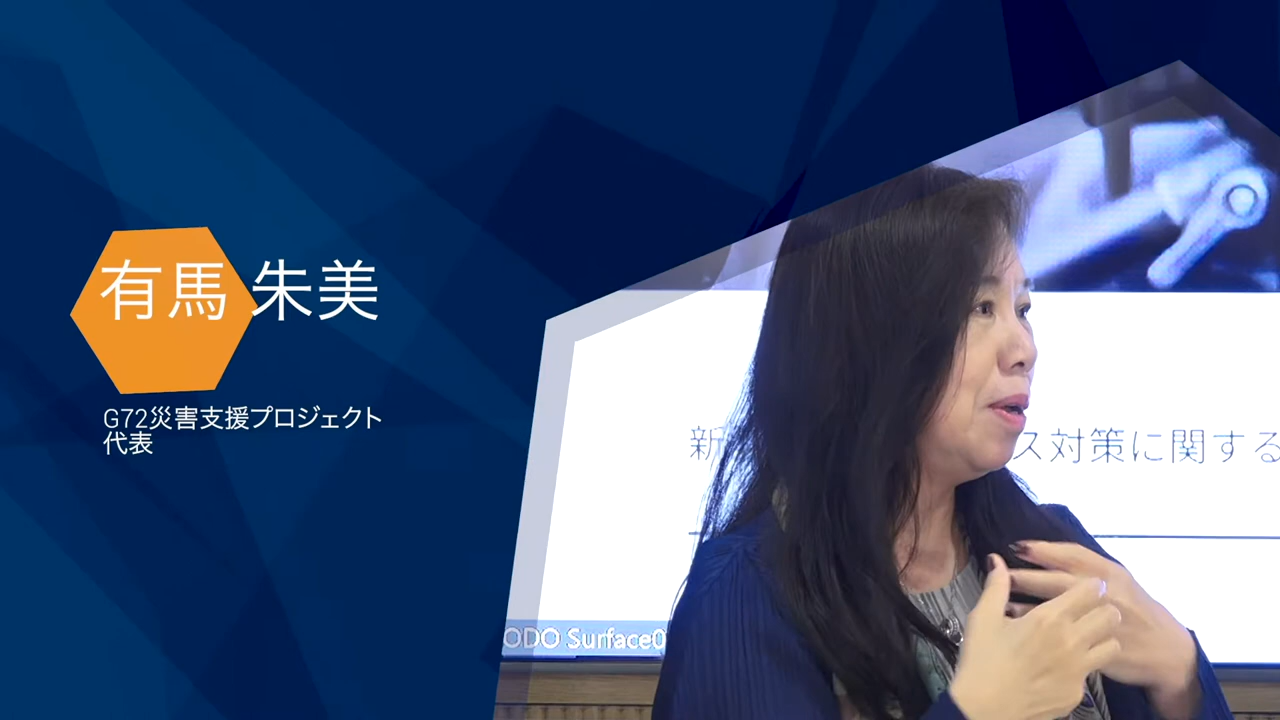 有馬 朱美
G72災害支援プロジェクト
代表
新 ス対策に関する
ODO Surface0